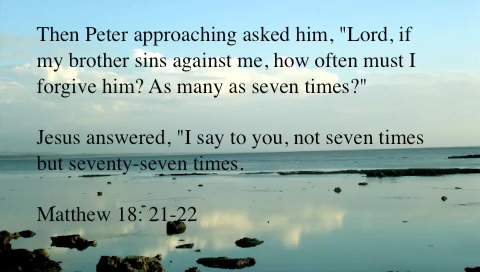 Then Peter approaching asked him, "Lord, if
my brother sins against me, how often must I
forgive him? As many as seven times?"
Jesus answered, "I say to you, not seven times
but seventy-seven times.
Matthew 18: 21-22